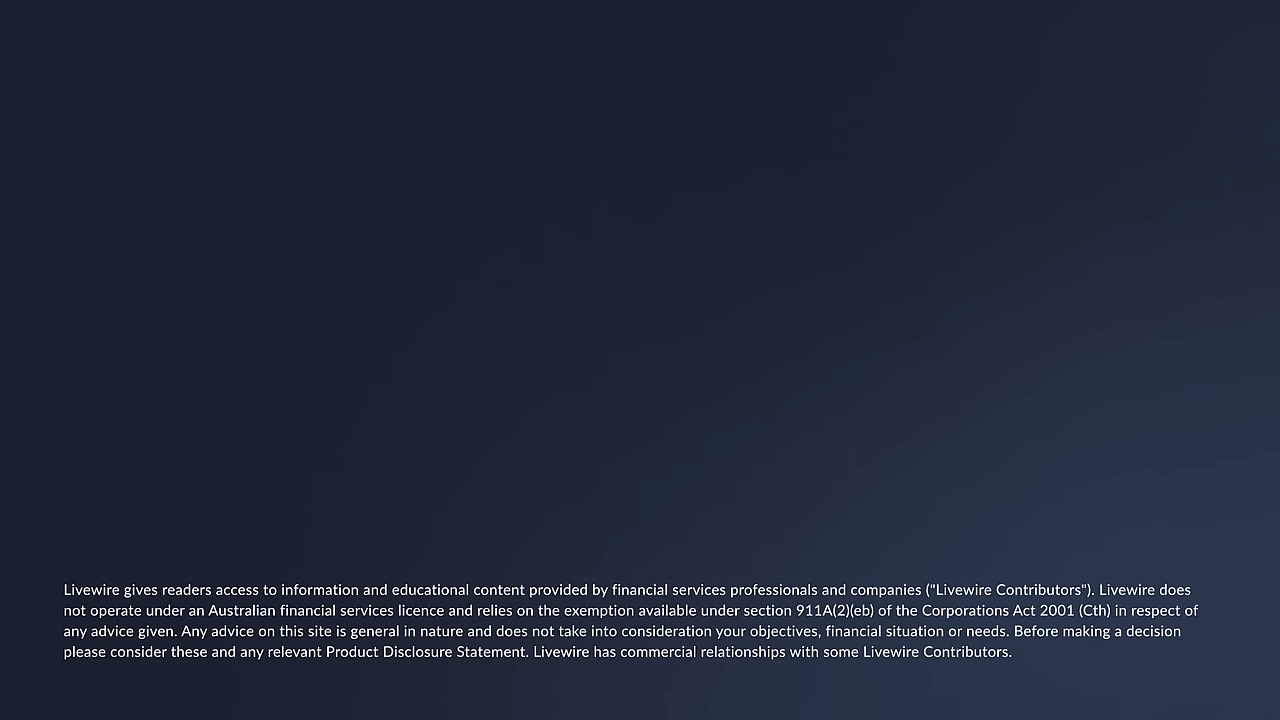 Livewire gives readers access to information and educational content provided by financial services professionals and companies ("Livewire Contributors"). Livewire does
not operate under an Australian financial services licence and relies on the exemption available under section 911A(2)(eb) of the Corporations Act 2001 (Cth) in respect of
any advice given. Any advice on this site is general in nature and does not take into consideration your objectives, financial situation or needs. Before making a decision
please consider these and any relevant Product Disclosure Statement. Livewire has commercial relationships with some Livewire Contributors.